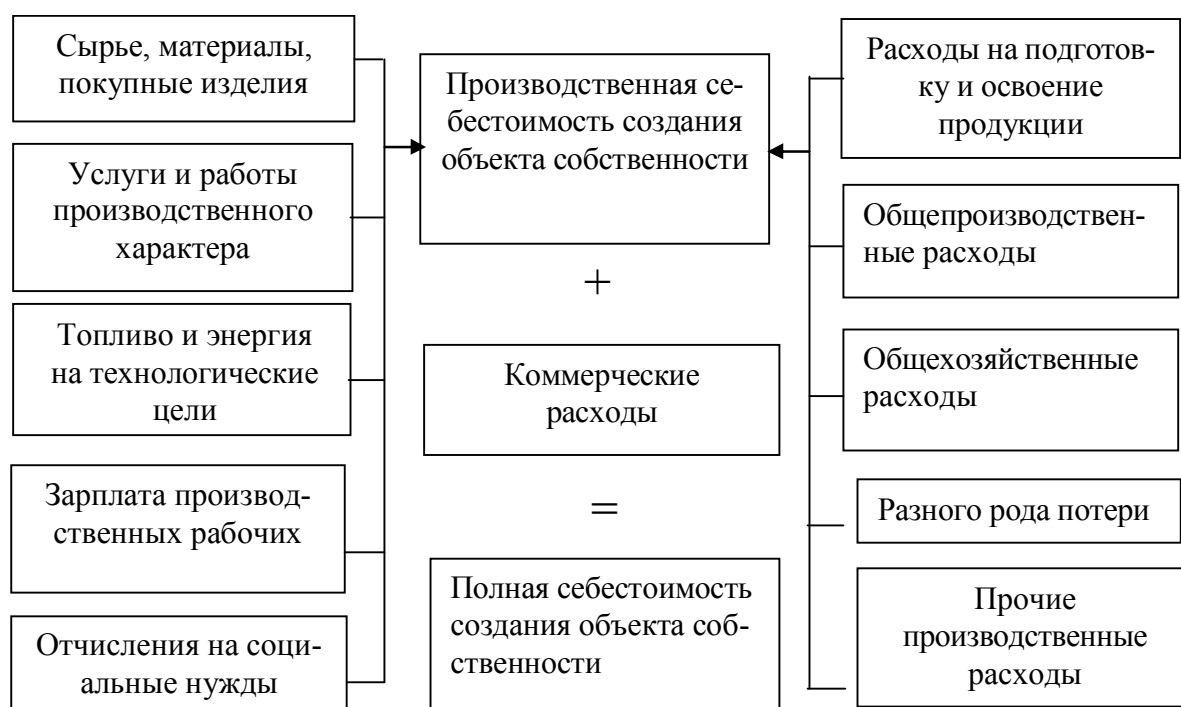 Сырье, материалы,
покупные изделия
Услуги и работы
производственного
характера
Топливо и энергия
на технологические
цели
Зарплата производ-
ственных рабочих
Отчисления на соци-
альные нужды
Производственная се-
бестоимость создания
объекта собственности
+
Коммерческие
расходы
=
Полная себестоимость
создания объекта соб-
ственности
Расходы на подготов-
ку и освоение
продукции
Общепроизводствен-
ные расходы
Общехозяйственные
расходы
Разного рода потери
Прочие
производственные
расходы